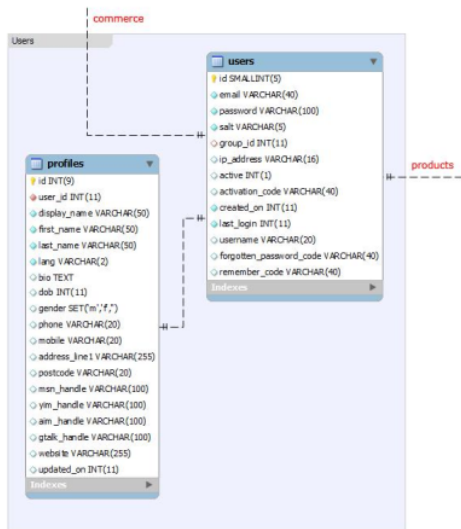 commerce
Users
users
id SMALLINT(5)
email VARCHAR(40)
password VARCHAR(100)
salt VARCHAR(5)
group_id INT(11)
ip_address VARCHAR(16)
active INT(1)
activation_code VARCHAR(40)
created_on INT(11)
last_login INT(11)
username VARCHAR(20)
forgotten_password_code VARCHAR(40)
remember_code VARCHAR(40)
Indexes
products
profiles
id INT(9)
user_id INT(11)
display_name VARCHAR(50)
first_name VARCHAR(50)
last_name VARCHAR(50)
lang VARCHAR(2)
bio TEXT
dob INT(11)
gender SET('m','f','')
phone VARCHAR(20)
mobile VARCHAR(20)
address_line1 VARCHAR(255)
postcode VARCHAR(20)
msn_handle VARCHAR(100)
yim_handle VARCHAR(100)
aim_handle VARCHAR(100)
gtalk_handle VARCHAR(100)
website VARCHAR(255)
updated_on INT(11)
Indexes